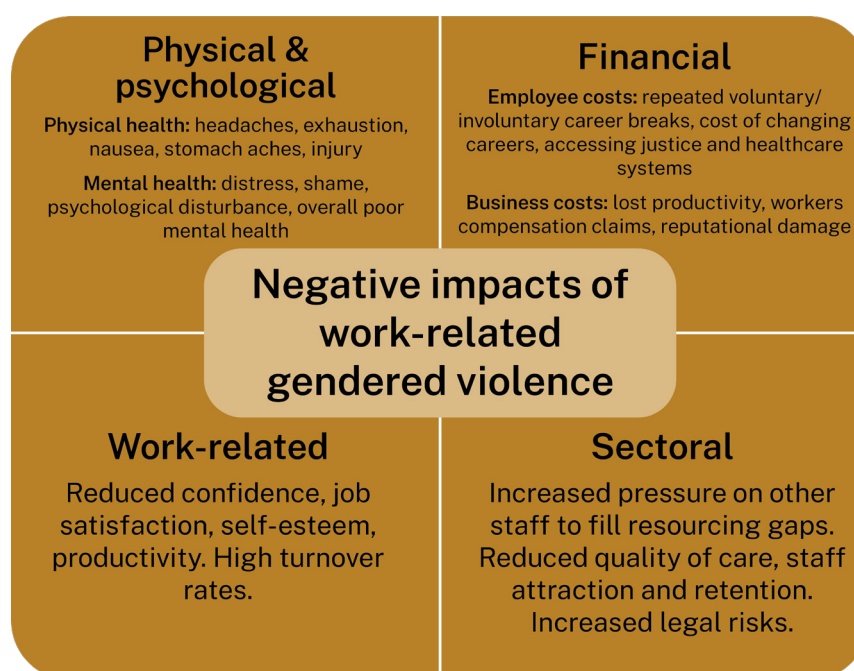 Physical &
psychological
Physical health: headaches, exhaustion,
nausea, stomach aches, injury
Mental health: distress, shame,
psychological disturbance, overall poor
mental health
Financial
Employee costs: repeated voluntary/
involuntary career breaks, cost of changing
careers, accessing justice and healthcare
systems
Business costs: lost productivity, workers
compensation claims, reputational damage
Negative impacts of
work-related
gendered violence
Work-related
Reduced confidence, job
satisfaction, self-esteem,
productivity. High turnover
rates.
Sectoral
Increased pressure on other
staff to fill resourcing gaps.
Reduced quality of care, staff
attraction and retention.
Increased legal risks.